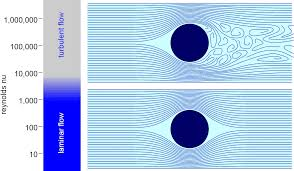 reynolds nu
1,000,000
100,000
10,000
1,000
100
10
turbulent flow
laminar flow